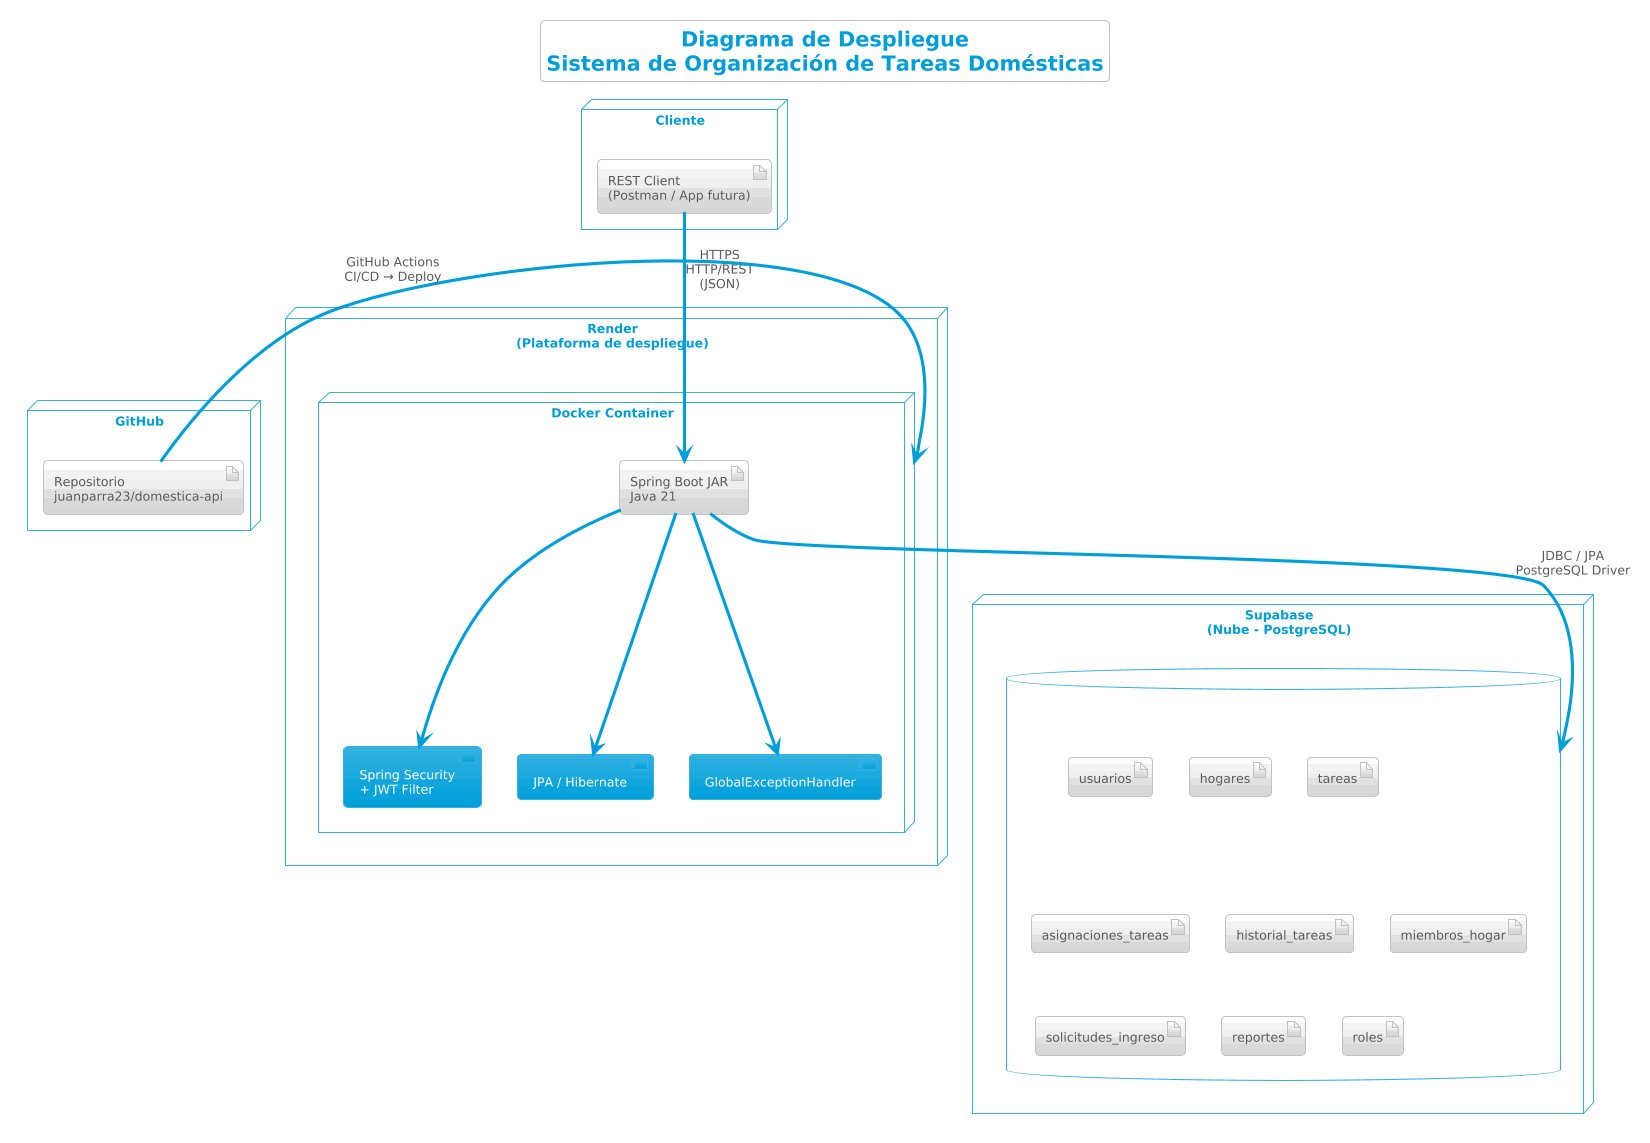 Diagrama de Despliegue
Sistema de Organización de Tareas Domésticas
Cliente
REST Client
(Postman / App futura)
GitHub Actions
CI/CD → Deploy
HTTPS
HTTP/REST
(JSON)
Render
(Plataforma de despliegue)
GitHub
Repositorio
juanparra23/domestica-api
Docker Container
Spring Boot JAR
Java 21
JDBC / JPA
PostgreSQL Driver
Spring Security
+ JWT Filter
JPA / Hibernate
GlobalExceptionHandler
Supabase
(Nube - PostgreSQL)
usuarios
hogares
tareas
asignaciones_tareas
historial_tareas
miembros_hogar
solicitudes_ingreso
reportes
roles